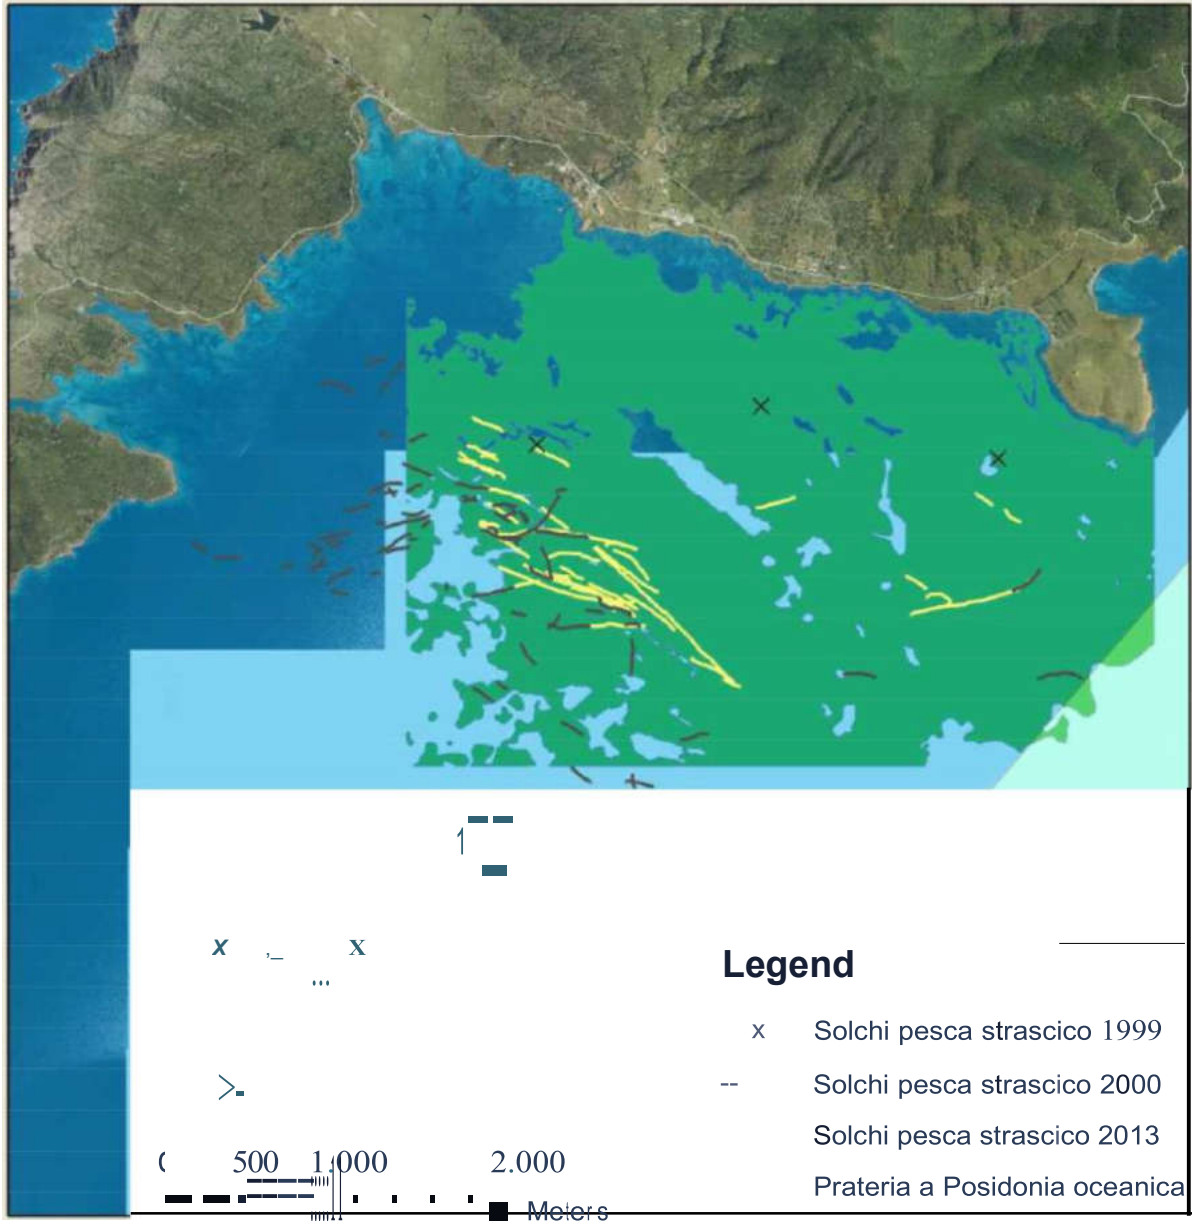 1
x X
Legend
x Solchi pesca strascico 1999
-- Solchi pesca strascico 2000
Solchi pesca strascico 2013
Prateria a Posidonia oceanica
500 1.000 2.000
Meters